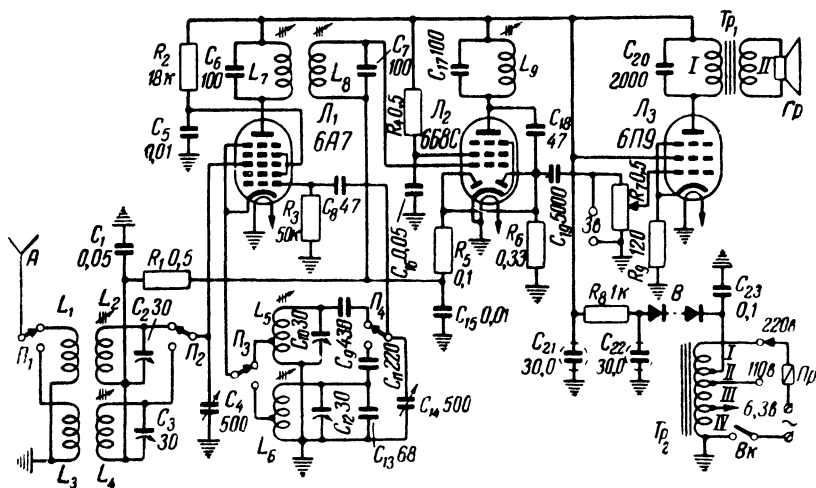 R₂
18к
C₆
100
L₇
L₈
C₇
100
Л₁
6А7
C₅
0,01
R₃
50к
C₈ 47
R₄ 0,5
C₁₆ 0,05
C₁₇ 100
L₉
Л₂
6Б8С
C₁₈
47
C₁₉ 5000
Зв
R₅
0,1
R₆
0,33
C₁₅ 0,01
C₂₀
2000
I
Тр₁
II
Гр
Л₃
6П9
R₇ 0,5
R₉ 120
C₂₃
0,1
A
C₁
0,05
R₁ 0,5
L₁
L₂
C₂ 30
П₁
П₂
C₃
30
L₃
L₄
C₄
500
П₃
L₅
C₁₀ 30
C₉ 430
П₄
C₁₁ 220
L₆
C₁₂ 30
C₁₃ 68
C₁₄ 500
R₈ 1к
В
C₂₁
30,0
C₂₂
30,0
I
II
III
IV
220в
110в
6,3в
Пр
~
Тр₂
Вк